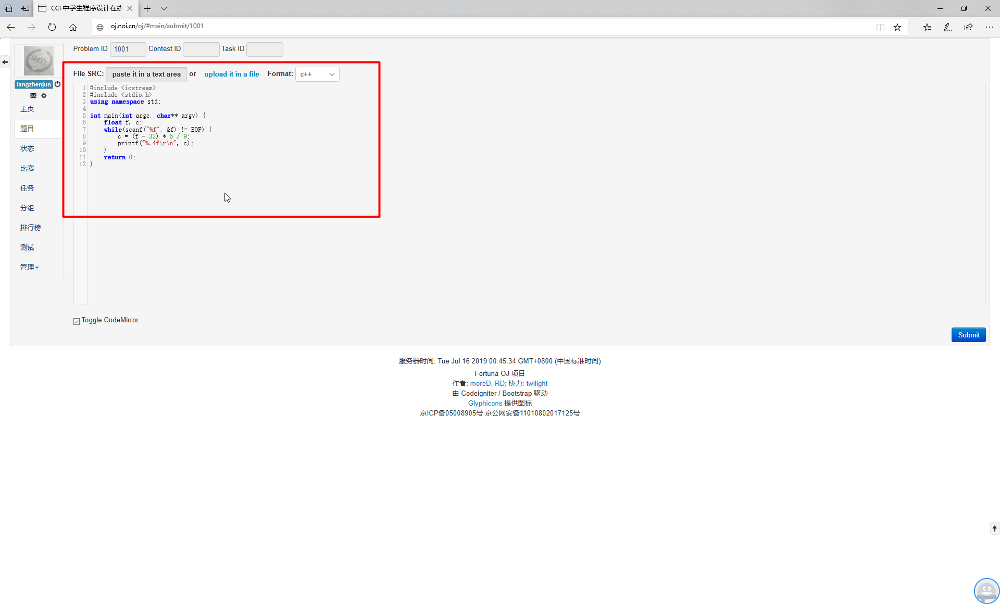 CCF中学生程序设计在线
oj.noi.cn/oj/#main/submit/1001
Problem ID 1001 Contest ID Task ID
File SRC: paste it in a text area or upload it in a file Format: c++
langzhenjun
主页
题目
状态
比赛
任务
分组
排行榜
测试
管理
1 #include <iostream>
2 #include <stdio.h>
3 using namespace std;
4
5 int main(int argc, char** argv) {
6 float f, c;
7 while(scanf("%f", &f) != EOF) {
8 c = (f - 32) * 5 / 9;
9 printf("%.4f\r\n", c);
10 }
11 return 0;
12 }
Toggle CodeMirror
Submit
服务器时间: Tue Jul 16 2019 00:45:34 GMT+0800 (中国标准时间)
Fortuna OJ 项目
作者: moreD, RD; 协力: twilight
由 Codeigniter / Bootstrap 驱动
Glyphicons 提供图标
京ICP备05008905号 京公网安备11010802017125号